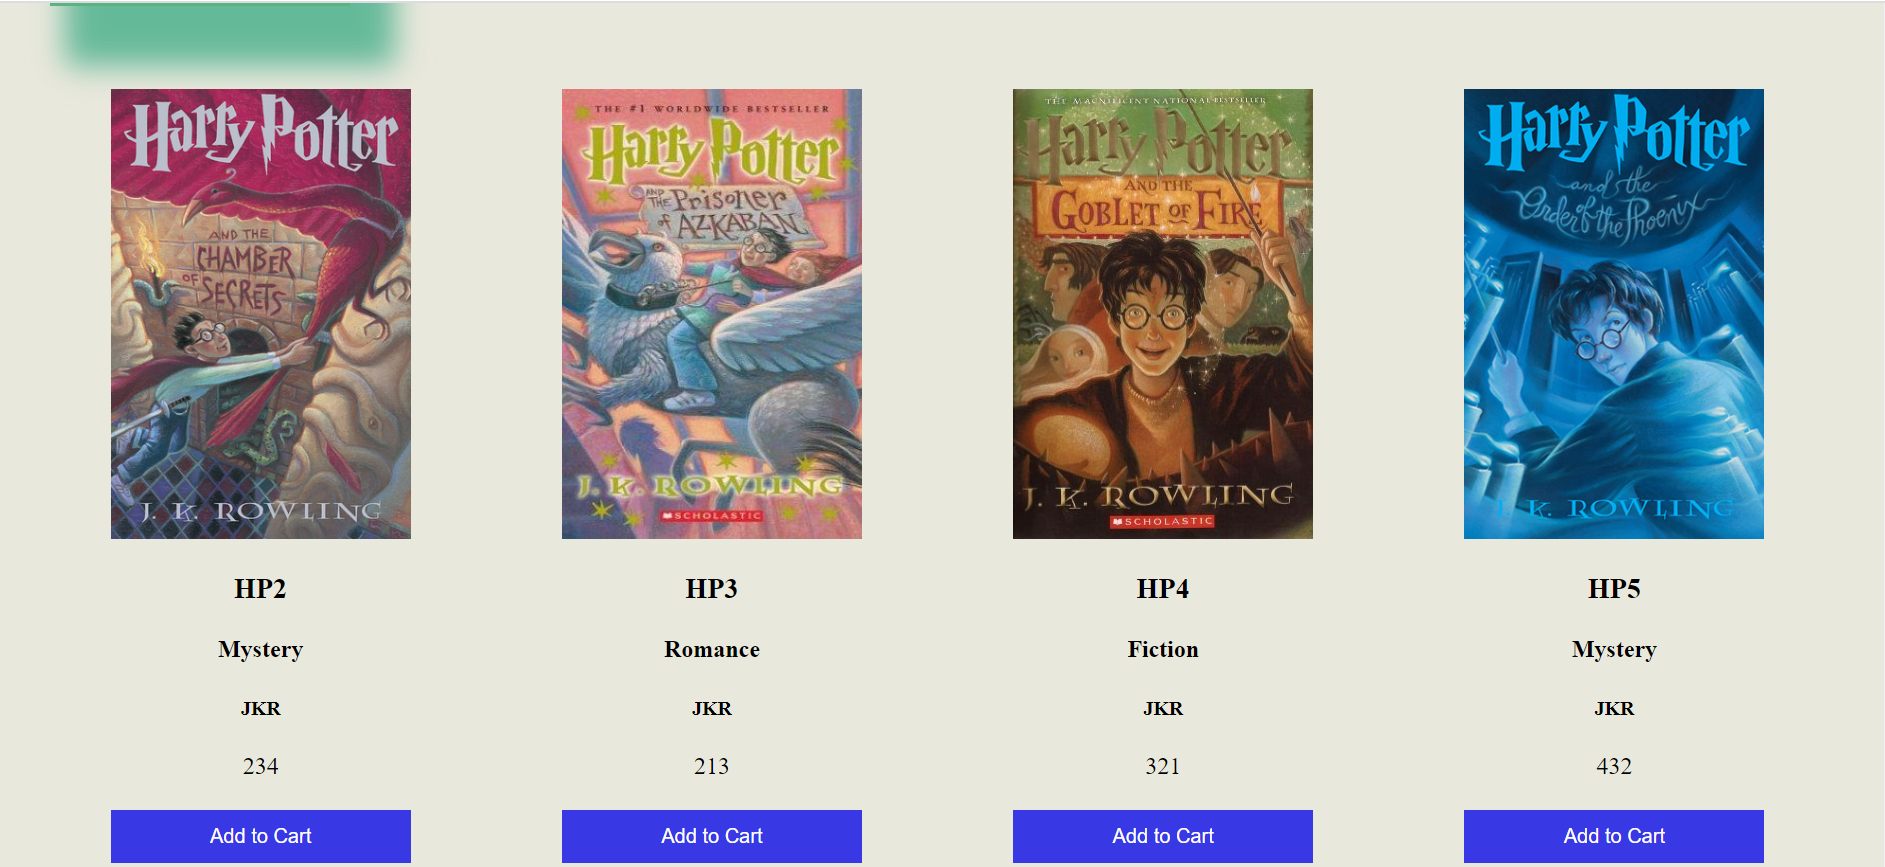 Harry Potter
AND THE
CHAMBER
OF SECRETS
J. K. ROWLING
HP2
Mystery
JKR
234
Add to Cart
THE #1 WORLDWIDE BESTSELLER
Harry Potter
AND
THE Prisoner
of AZKABAN
J. K. ROWLING
SCHOLASTIC
HP3
Romance
JKR
213
Add to Cart
THE MAGNIFICENT NATIONAL BESTSELLER
Harry Potter
AND THE
GOBLET OF FIRE
J. K. ROWLING
SCHOLASTIC
HP4
Fiction
JKR
321
Add to Cart
Harry Potter
and the
Order of the Phoenix
J. K. ROWLING
HP5
Mystery
JKR
432
Add to Cart